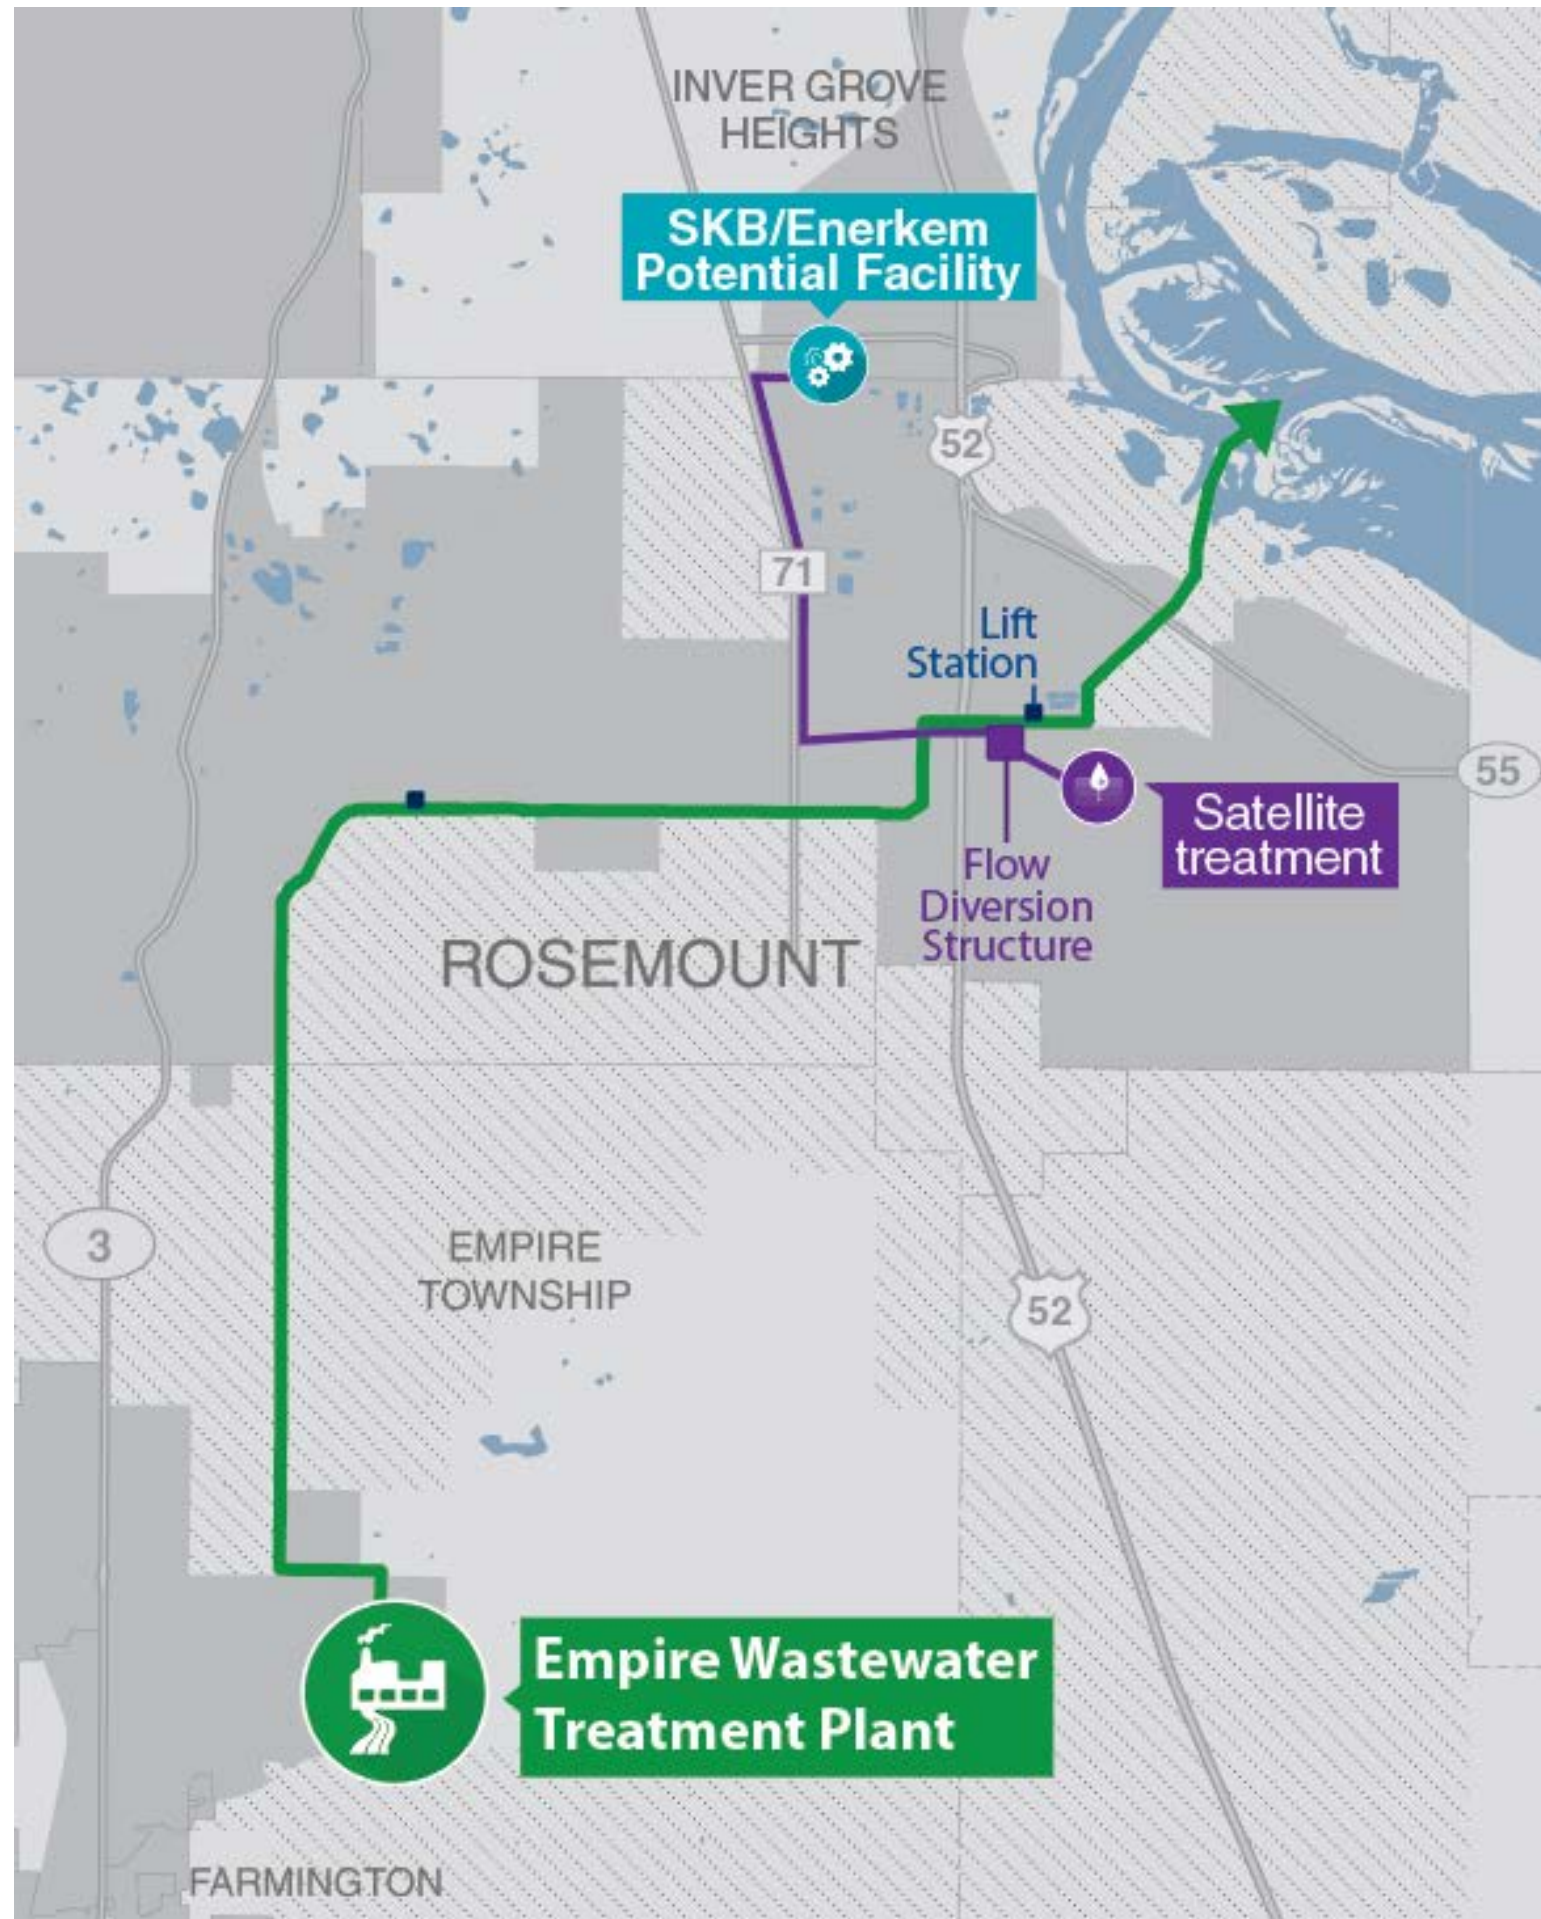 INVER GROVE
HEIGHTS
SKB/Enerkem
Potential Facility
52
71
Lift
Station
55
Satellite
treatment
Flow
Diversion
Structure
ROSEMOUNT
3
EMPIRE
TOWNSHIP
52
Empire Wastewater
Treatment Plant
FARMINGTON